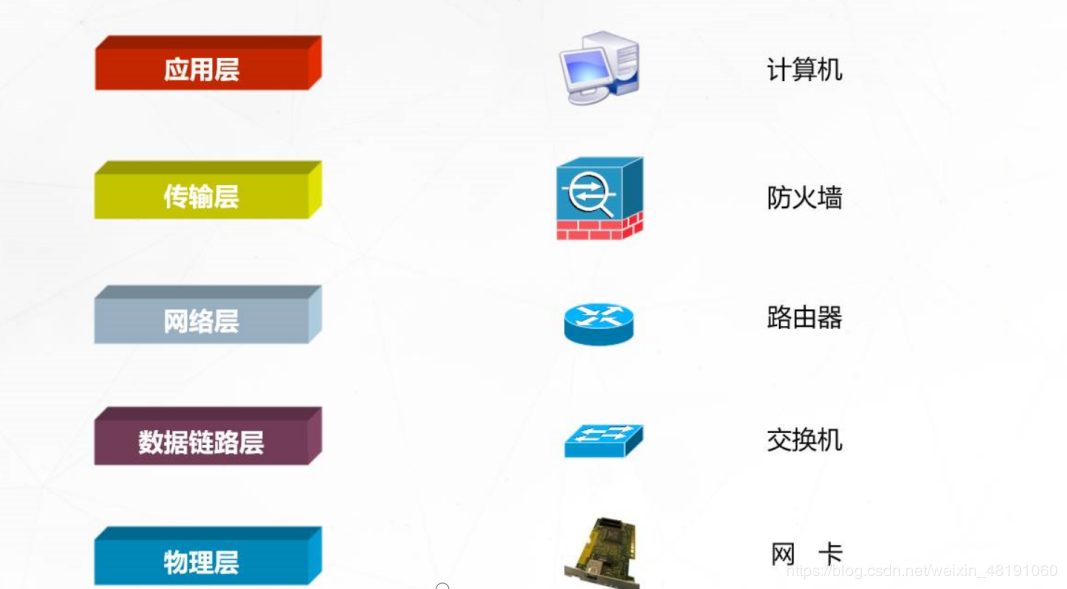 应用层 计算机
传输层 防火墙
网络层 路由器
数据链路层 交换机
物理层 网 卡
https://blog.csdn.net/weixin_48191060